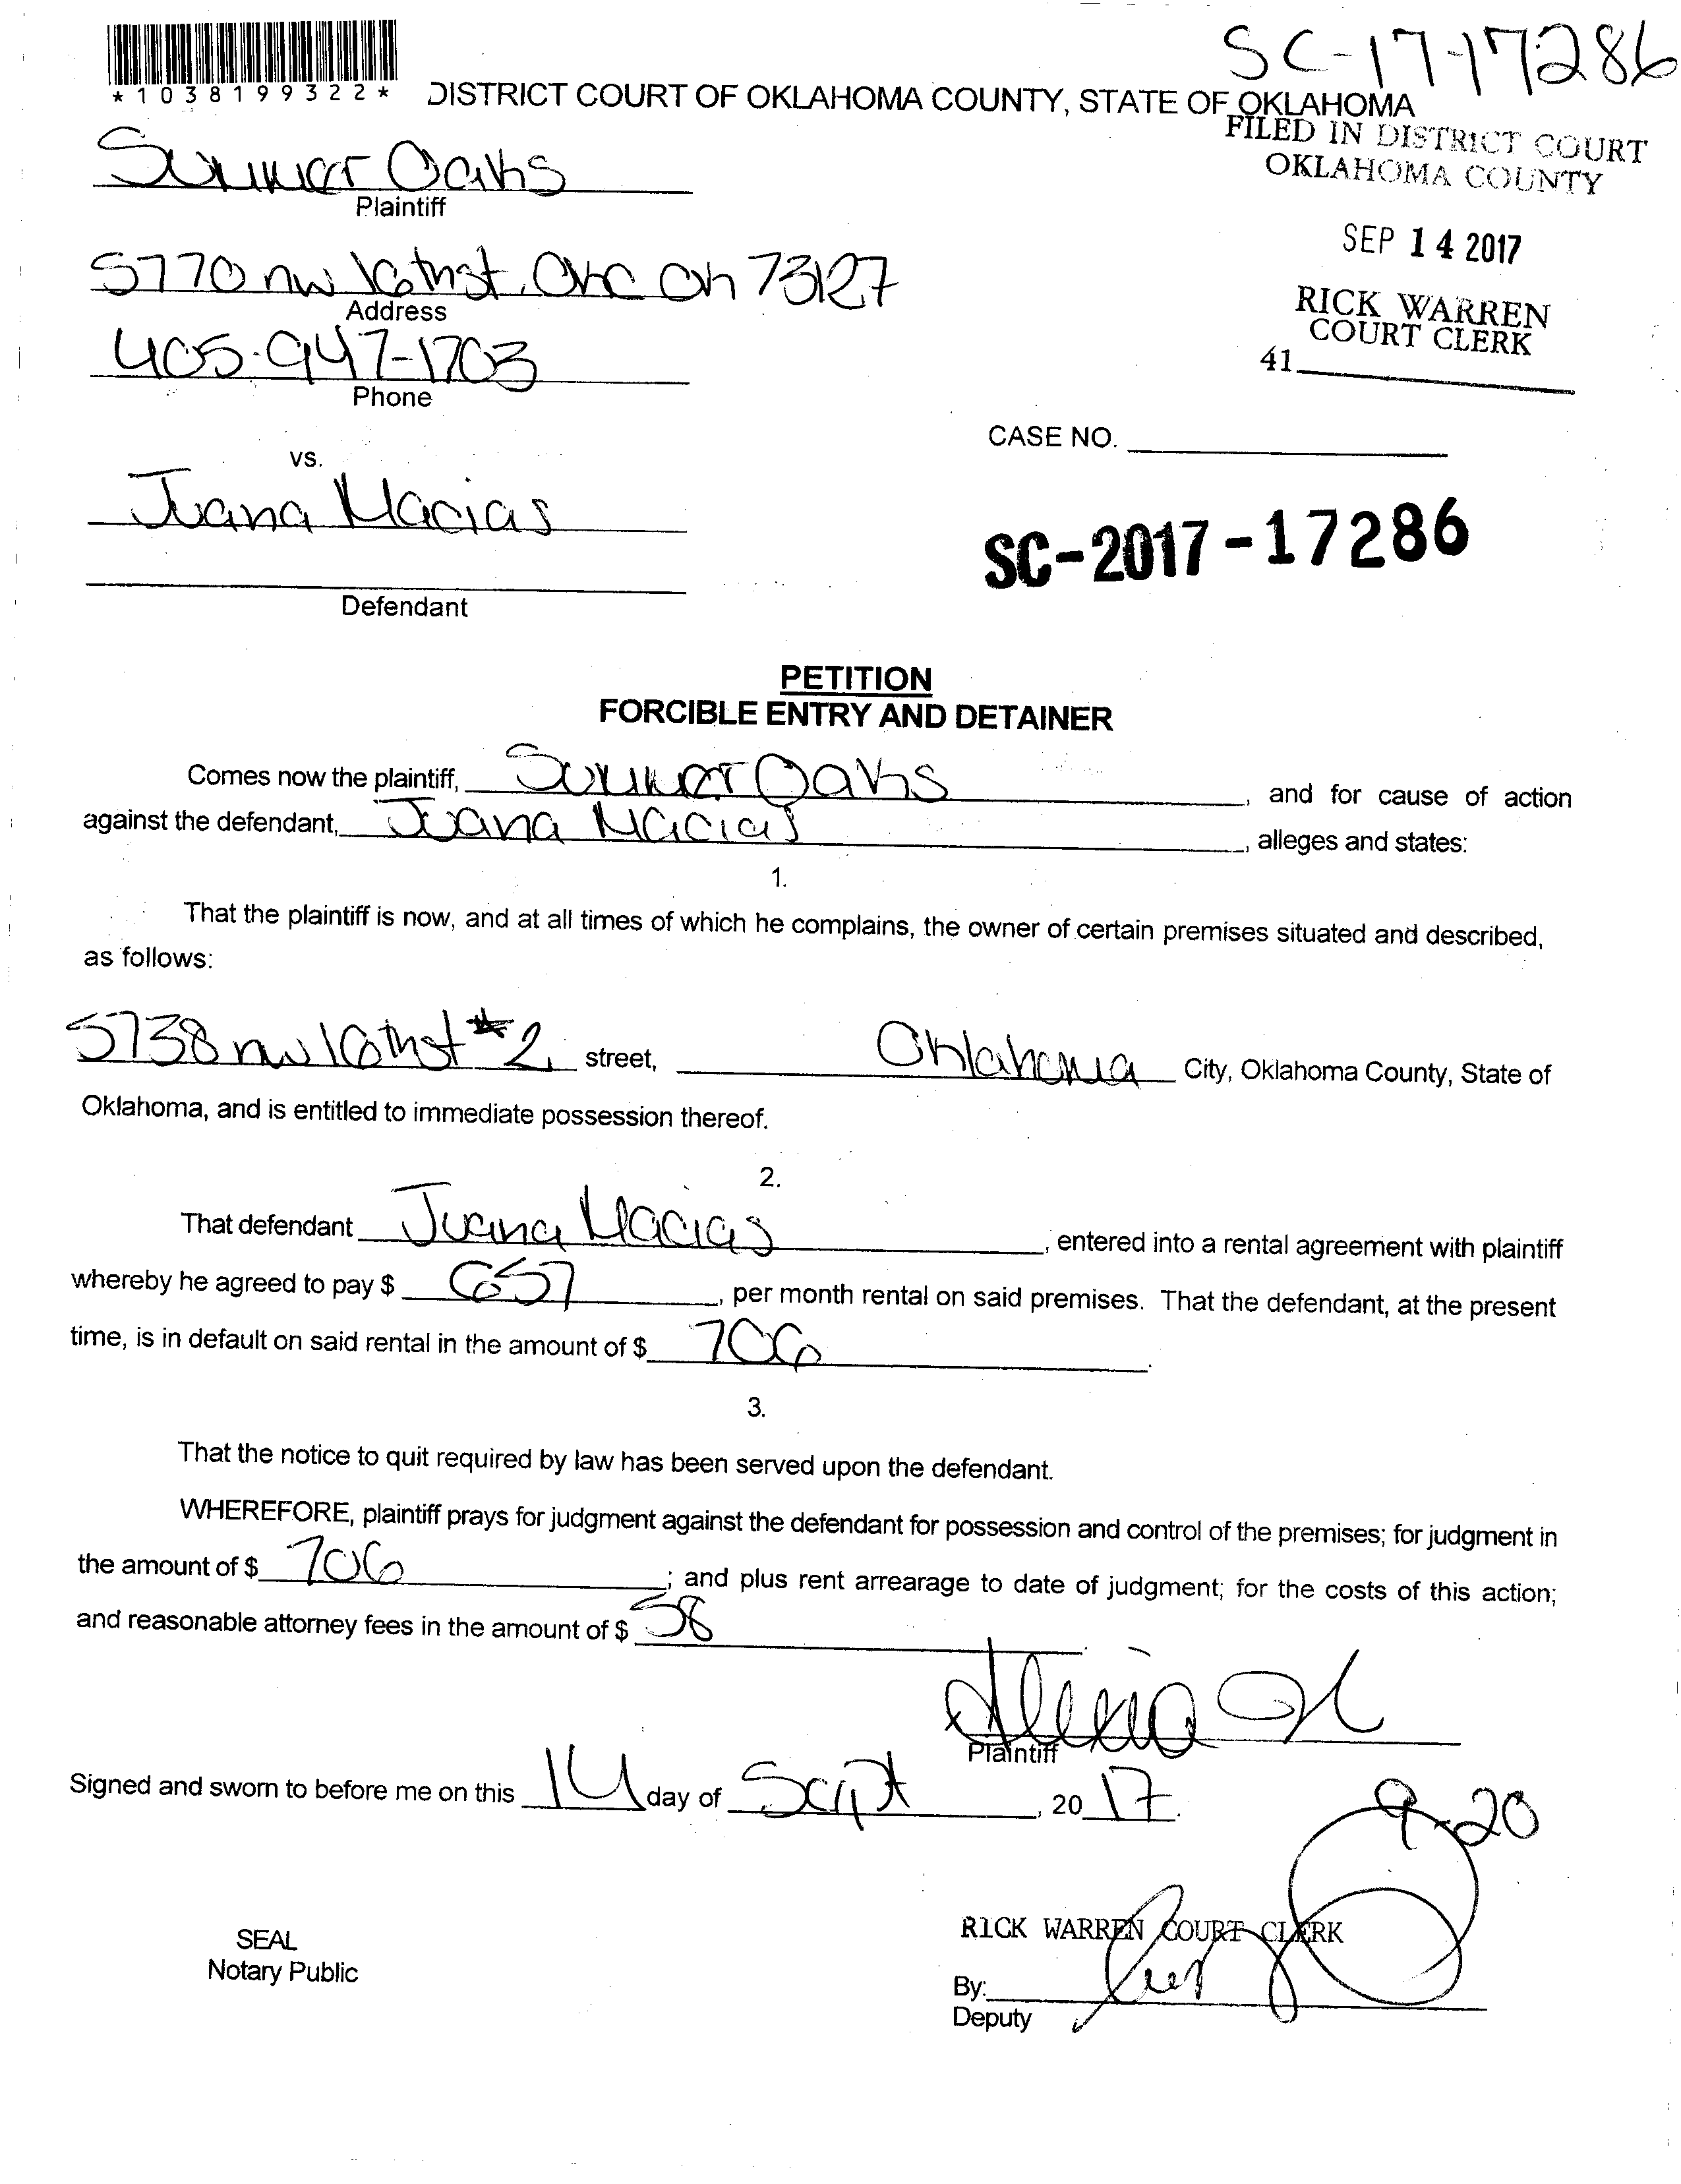 SC-17-17286
*1038199322*
DISTRICT COURT OF OKLAHOMA COUNTY, STATE OF OKLAHOMA
FILED IN DISTRICT COURT
OKLAHOMA COUNTY
Summer Oaks
Plaintiff
SEP 14 2017
5770 nw 16thst. OKC Ok 73127
Address
RICK WARREN
COURT CLERK
405-947-1703
41
Phone
CASE NO.
vs.
Juana Macias
SC-2017-17286
Defendant
PETITION
FORCIBLE ENTRY AND DETAINER
Comes now the plaintiff, Summer Oaks, and for cause of action
against the defendant, Juana Macias, alleges and states:
1.
That the plaintiff is now, and at all times of which he complains, the owner of certain premises situated and described,
as follows:
5738 nw 16thst #2 street, Oklahoma City, Oklahoma County, State of
Oklahoma, and is entitled to immediate possession thereof.
2.
That defendant Juana Macias, entered into a rental agreement with plaintiff
whereby he agreed to pay $ 657, per month rental on said premises. That the defendant, at the present
time, is in default on said rental in the amount of $ 706.
3.
That the notice to quit required by law has been served upon the defendant.
WHEREFORE, plaintiff prays for judgment against the defendant for possession and control of the premises; for judgment in
the amount of $ 706; and plus rent arrearage to date of judgment; for the costs of this action;
and reasonable attorney fees in the amount of $ 58.
Plaintiff
Signed and sworn to before me on this 14 day of Sept, 2017.
9-20
RICK WARREN COURT CLERK
SEAL
Notary Public
By:
Deputy